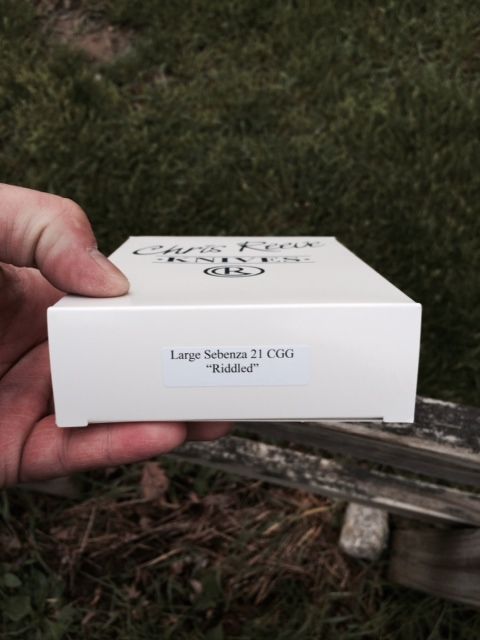 Chris Reeve
·KNIVES·
R
Large Sebenza 21 CGG
“Riddled”